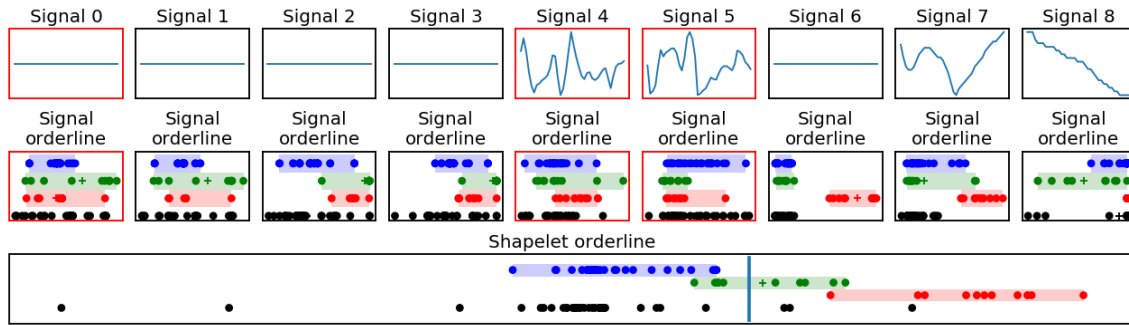 Signal 0 Signal 1 Signal 2 Signal 3 Signal 4 Signal 5 Signal 6 Signal 7 Signal 8
Signal Signal Signal Signal Signal Signal Signal Signal Signal
orderline orderline orderline orderline orderline orderline orderline orderline orderline
Shapelet orderline